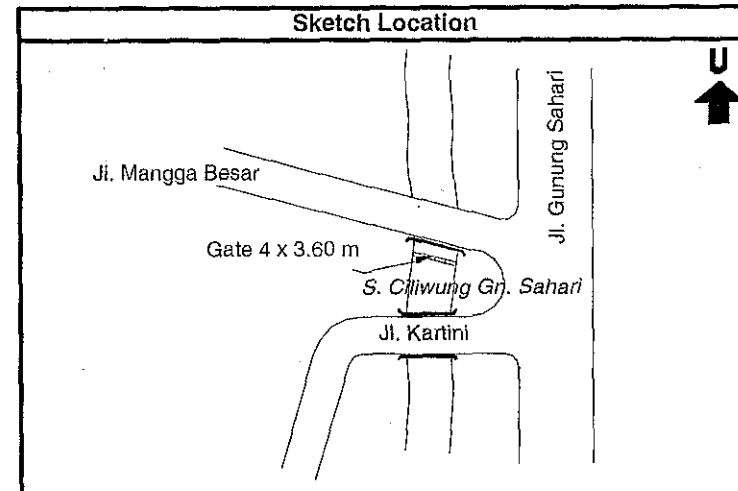 Sketch Location
U
Jl. Gunung Sahari
Jl. Mangga Besar
Gate 4 x 3.60 m
S. Ciliwung Gn. Sahari
Jl. Kartini